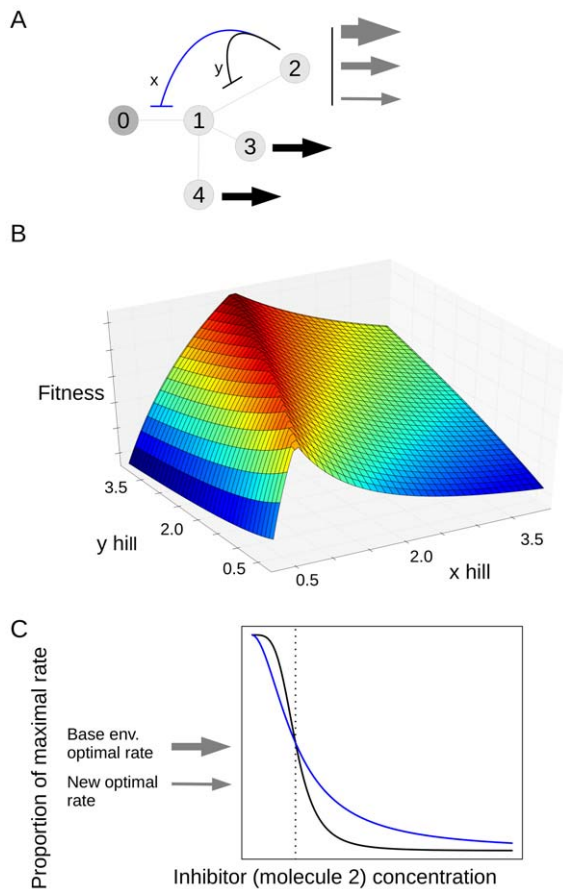 A
x
y
0
1
2
3
4
B
Fitness
3.5
2.0
0.5
y hill
0.5
2.0
3.5
x hill
C
Proportion of maximal rate
Base env.
optimal rate
New optimal
rate
Inhibitor (molecule 2) concentration